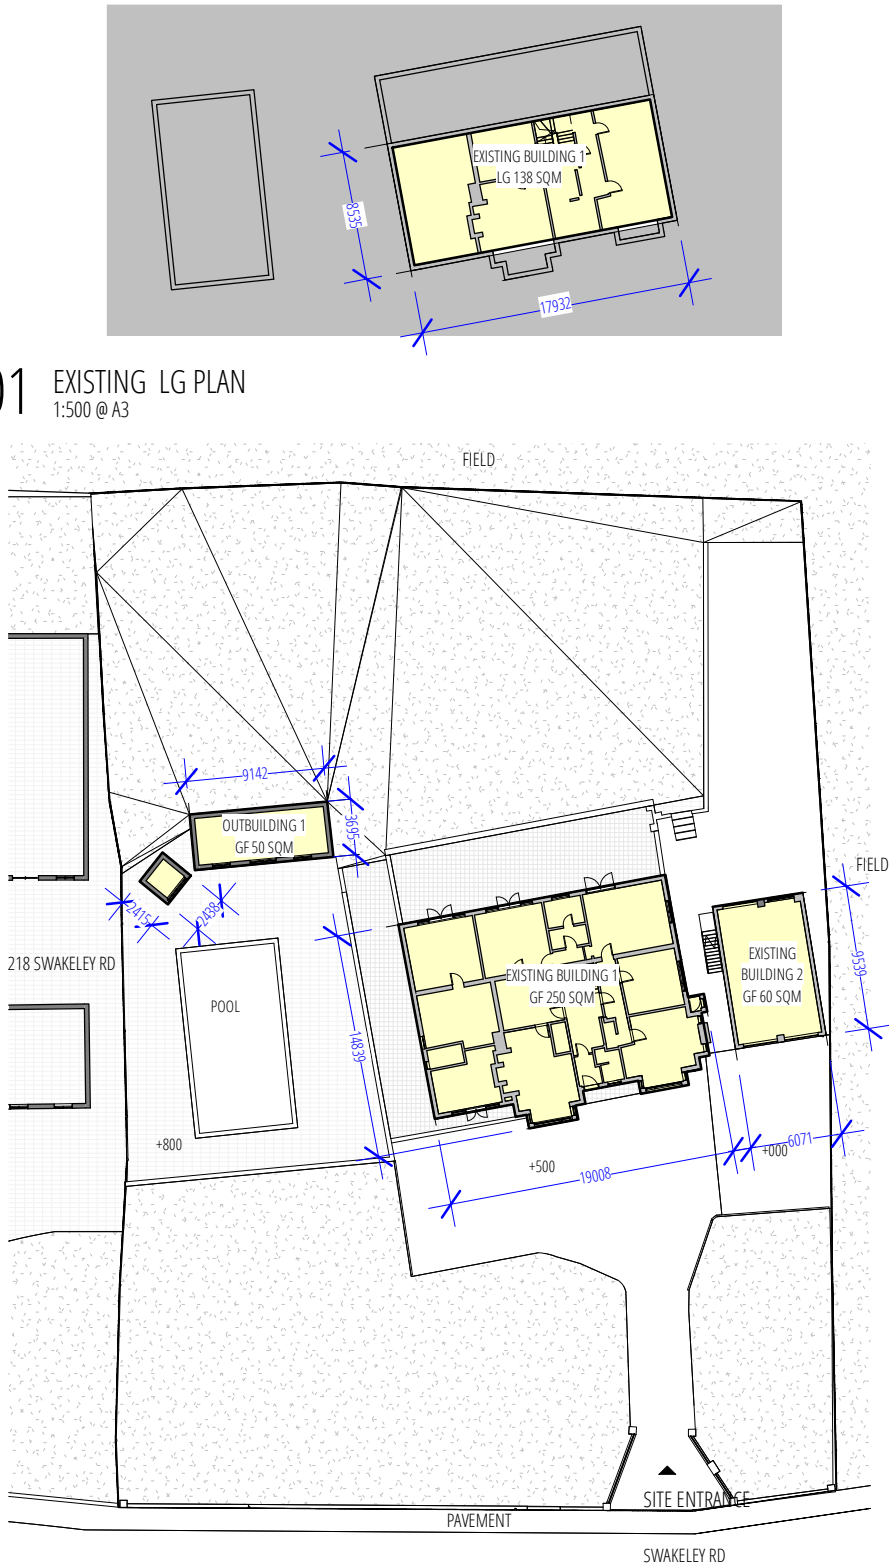 EXISTING BUILDING 1
LG 138 SQM
8535
17932
01
EXISTING LG PLAN
1:500 @ A3
FIELD
9142
3695
OUTBUILDING 1
GF 50 SQM
2415
2438
FIELD
218 SWAKELEY RD
POOL
EXISTING BUILDING 1
GF 250 SQM
EXISTING
BUILDING 2
GF 60 SQM
9539
14839
+800
+500
19008
+000
6071
SITE ENTRANCE
PAVEMENT
SWAKELEY RD